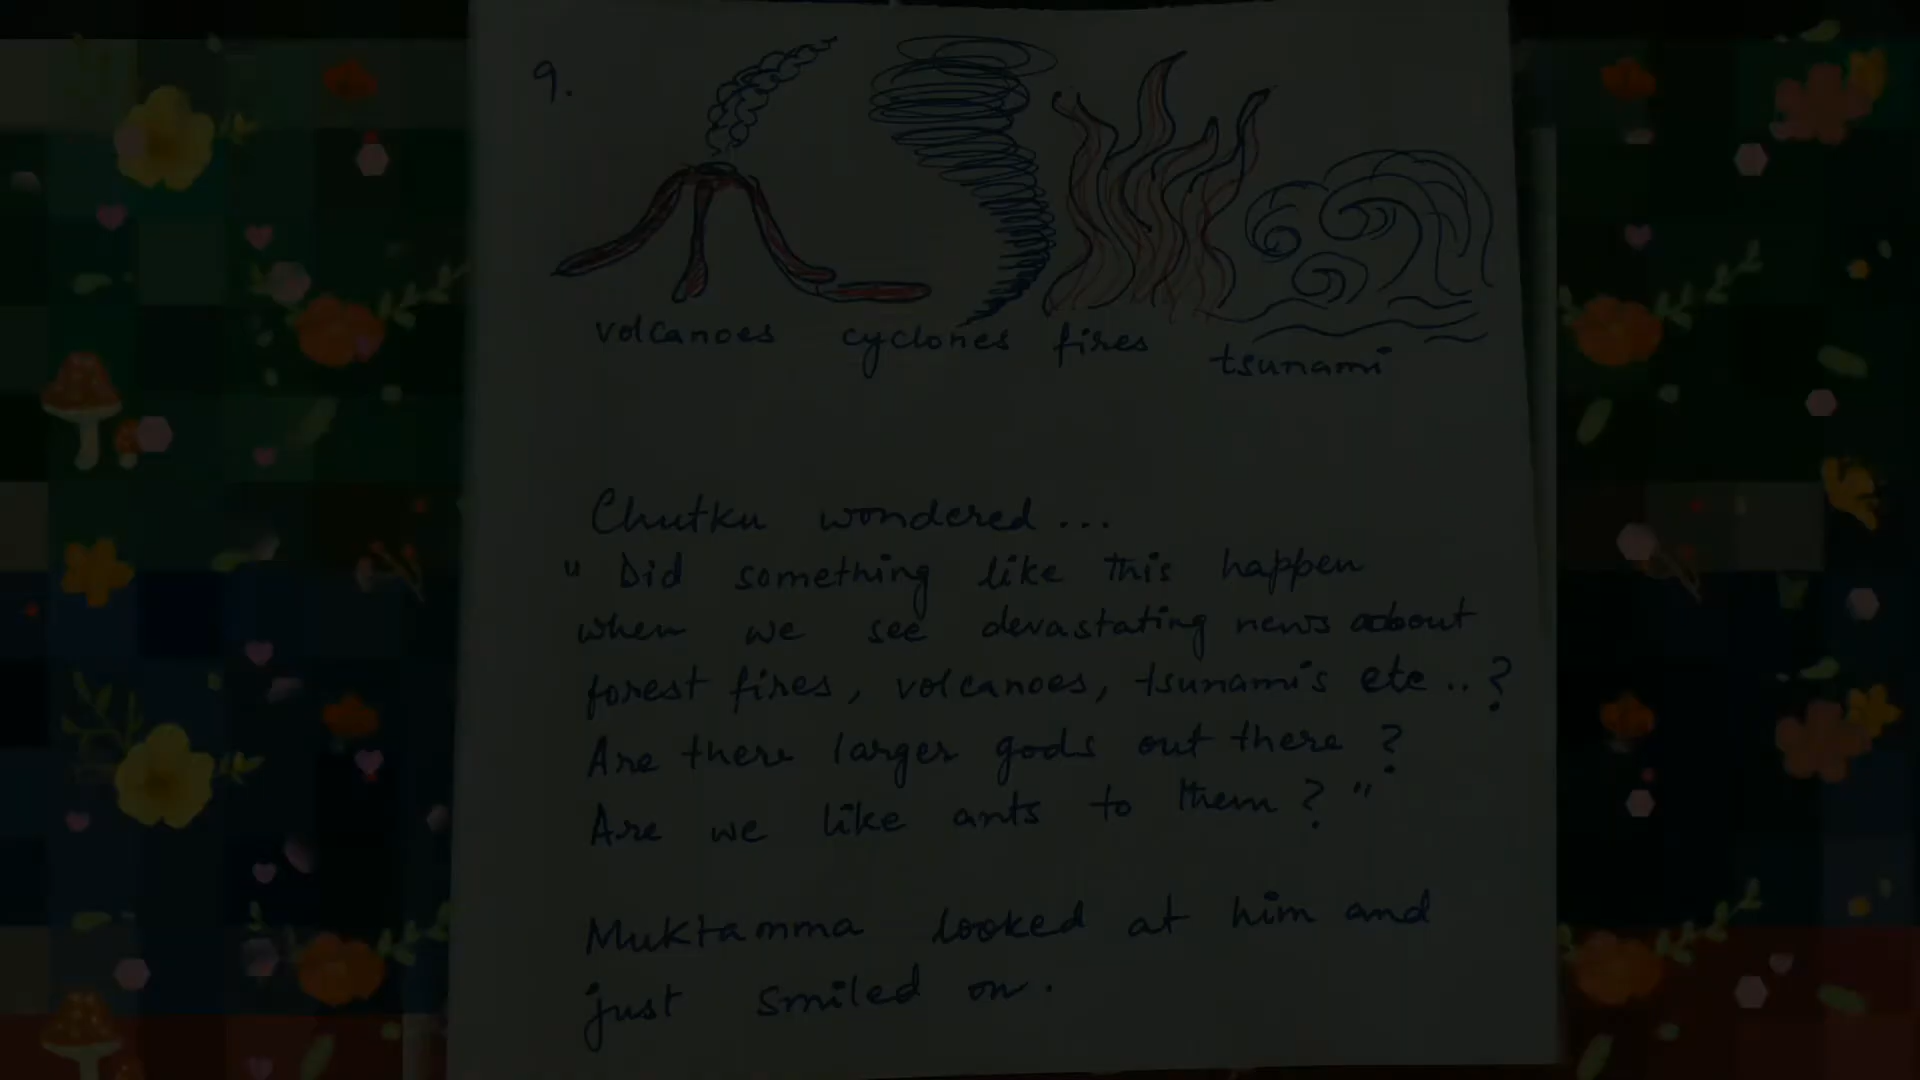 9.
volcanoes cyclones fires tsunami
Chutku wondered...
" Did something like this happen
when we see devastating news about
forest fires, volcanoes, tsunamis etc..?
Are there larger gods out there?
Are we like ants to them?"
Muktamma looked at him and
just smiled on.